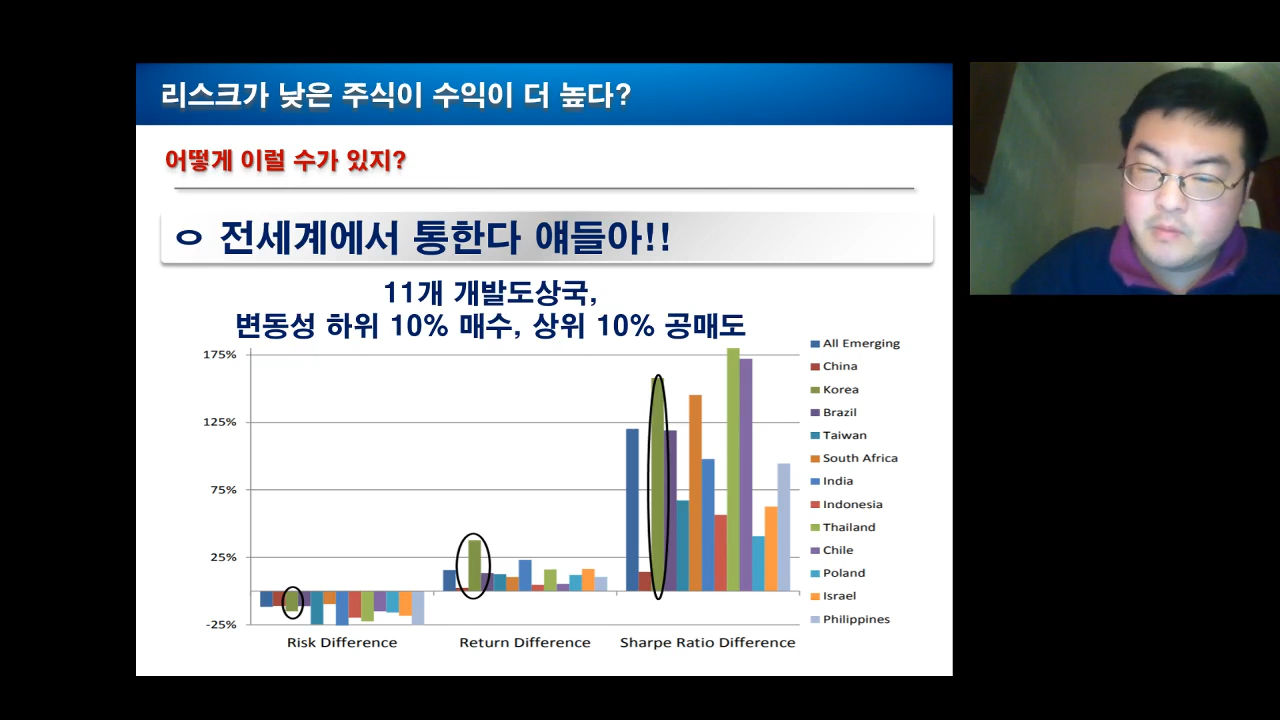 리스크가 낮은 주식이 수익이 더 높다?
어떻게 이럴 수가 있지?
전세계에서 통한다 얘들아!!
11개 개발도상국,
변동성 하위 10% 매수, 상위 10% 공매도
175%
125%
75%
25%
-25%
Risk Difference
Return Difference
Sharpe Ratio Difference
All Emerging
China
Korea
Brazil
Taiwan
South Africa
India
Indonesia
Thailand
Chile
Poland
Israel
Philippines